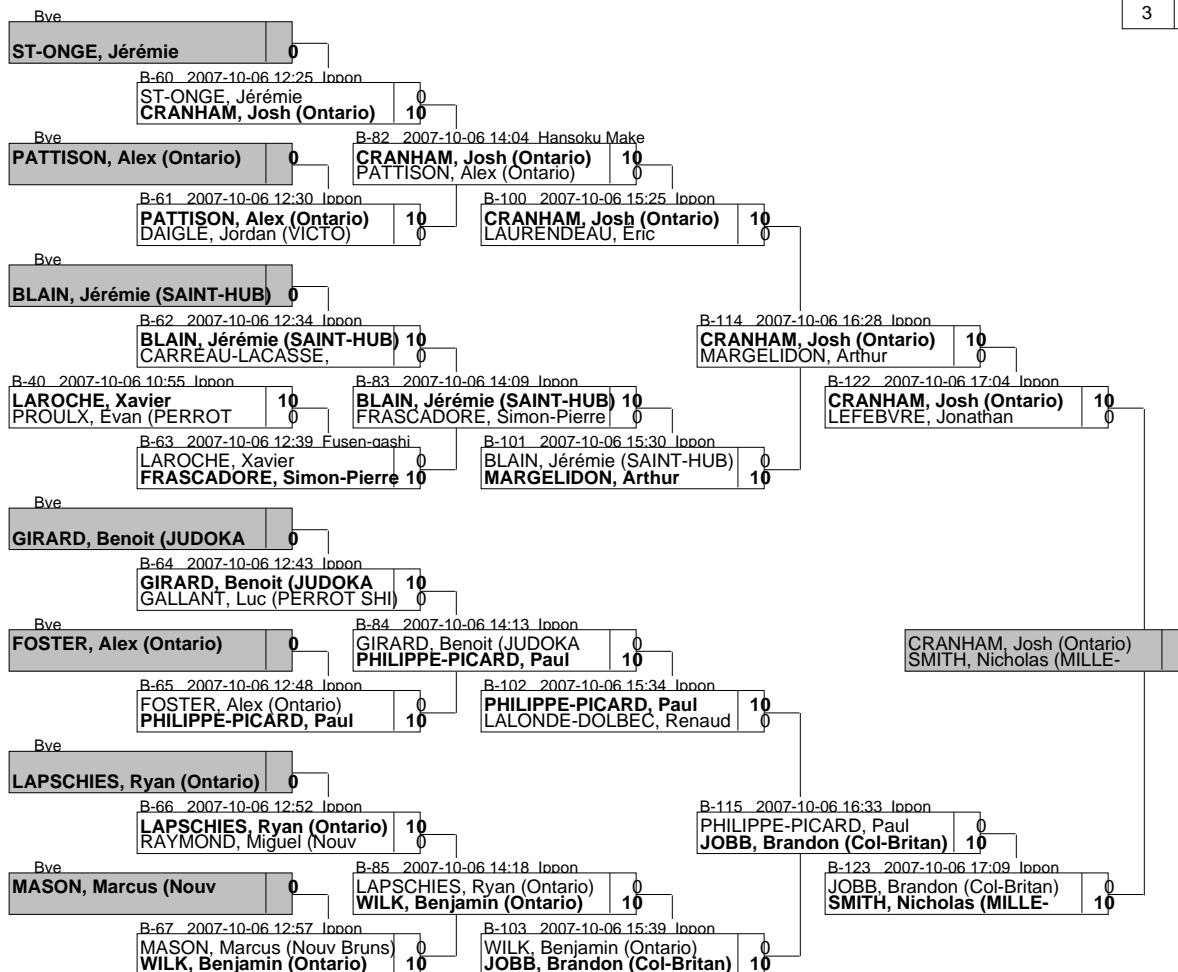 3
Bye
ST-ONGE, Jérémie 0
B-60 2007-10-06 12:25 Ippon
ST-ONGE, Jérémie 0
CRANHAM, Josh (Ontario) 10
Bye
PATTISON, Alex (Ontario) 0
B-82 2007-10-06 14:04 Hansoku Make
CRANHAM, Josh (Ontario) 10
PATTISON, Alex (Ontario) 0
B-61 2007-10-06 12:30 Ippon
PATTISON, Alex (Ontario) 10
DAIGLE, Jordan (VICTO) 0
B-100 2007-10-06 15:25 Ippon
CRANHAM, Josh (Ontario) 10
LAURENDEAU, Éric 0
Bye
BLAIN, Jérémie (SAINT-HUB) 0
B-62 2007-10-06 12:34 Ippon
BLAIN, Jérémie (SAINT-HUB) 10
CARREAU-LACASSE, 0
B-114 2007-10-06 16:28 Ippon
CRANHAM, Josh (Ontario) 10
MARGELIDON, Arthur 0
B-40 2007-10-06 10:55 Ippon
LAROCHE, Xavier 10
PROULX, Evan (PERROT 0
B-83 2007-10-06 14:09 Ippon
BLAIN, Jérémie (SAINT-HUB) 10
FRASCADORE, Simon-Pierre 0
B-122 2007-10-06 17:04 Ippon
CRANHAM, Josh (Ontario) 10
LEFEBVRE, Jonathan 0
B-63 2007-10-06 12:39 Fusen-gashi
LAROCHE, Xavier 0
FRASCADORE, Simon-Pierre 10
B-101 2007-10-06 15:30 Ippon
BLAIN, Jérémie (SAINT-HUB) 0
MARGELIDON, Arthur 10
Bye
GIRARD, Benoit (JUDOKA 0
B-64 2007-10-06 12:43 Ippon
GIRARD, Benoit (JUDOKA 10
GALLANT, Luc (PERROT SHI) 0
Bye
FOSTER, Alex (Ontario) 0
B-84 2007-10-06 14:13 Ippon
GIRARD, Benoit (JUDOKA 0
PHILIPPE-PICARD, Paul 10
CRANHAM, Josh (Ontario)
SMITH, Nicholas (MILLE-
B-65 2007-10-06 12:48 Ippon
FOSTER, Alex (Ontario) 0
PHILIPPE-PICARD, Paul 10
B-102 2007-10-06 15:34 Ippon
PHILIPPE-PICARD, Paul 10
LALONDE-DOLBEC, Renaud 0
Bye
LAPSCHIES, Ryan (Ontario) 0
B-66 2007-10-06 12:52 Ippon
LAPSCHIES, Ryan (Ontario) 10
RAYMOND, Miguel (Nouv 0
B-115 2007-10-06 16:33 Ippon
PHILIPPE-PICARD, Paul 0
JOBB, Brandon (Col-Britan) 10
Bye
MASON, Marcus (Nouv 0
B-85 2007-10-06 14:18 Ippon
LAPSCHIES, Ryan (Ontario) 0
WILK, Benjamin (Ontario) 10
B-123 2007-10-06 17:09 Ippon
JOBB, Brandon (Col-Britan) 0
SMITH, Nicholas (MILLE- 10
B-67 2007-10-06 12:57 Ippon
MASON, Marcus (Nouv Bruns) 0
WILK, Benjamin (Ontario) 10
B-103 2007-10-06 15:39 Ippon
WILK, Benjamin (Ontario) 0
JOBB, Brandon (Col-Britan) 10